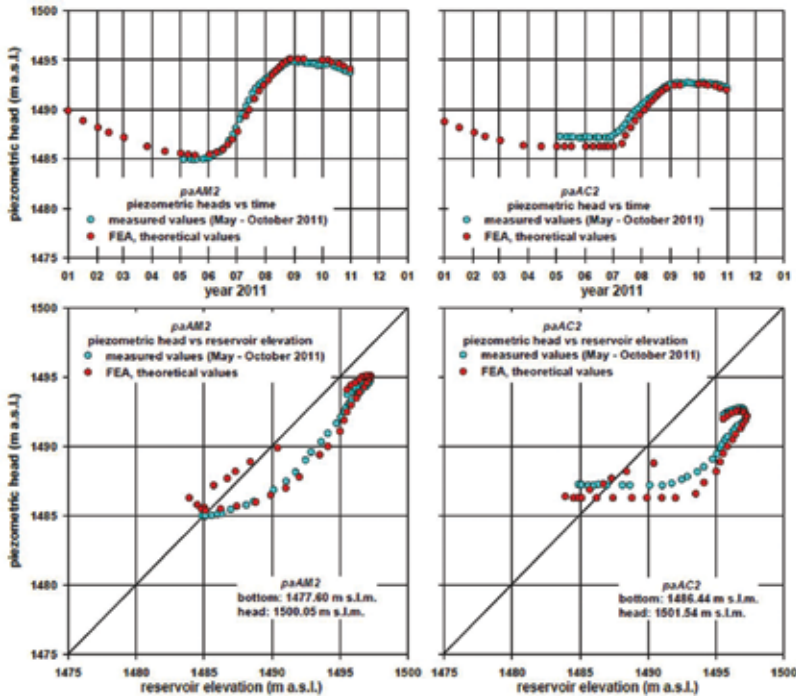 1500
1495
1490
1485
1480
1475
piezometric head (m a.s.l.)
paAM2
piezometric heads vs time
measured values (May - October 2011)
FEA, theoretical values
01 02 03 04 05 06 07 08 09 10 11 12 01
year 2011
paAC2
piezometric heads vs time
measured values (May - October 2011)
FEA, theoretical values
01 02 03 04 05 06 07 08 09 10 11 12 01
year 2011
1500
1495
1490
1485
1480
1475
piezometric head (m a.s.l.)
paAM2
piezometric head vs reservoir elevation
measured values (May - October 2011)
FEA, theoretical values
paAM2
bottom: 1477.60 m s.l.m.
head: 1500.05 m s.l.m.
1475 1480 1485 1490 1495 1500
reservoir elevation (m a.s.l.)
paAC2
piezometric head vs reservoir elevation
measured values (May - October 2011)
FEA, theoretical values
paAC2
bottom: 1486.44 m s.l.m.
head: 1501.54 m s.l.m.
1475 1480 1485 1490 1495 1500
reservoir elevation (m a.s.l.)